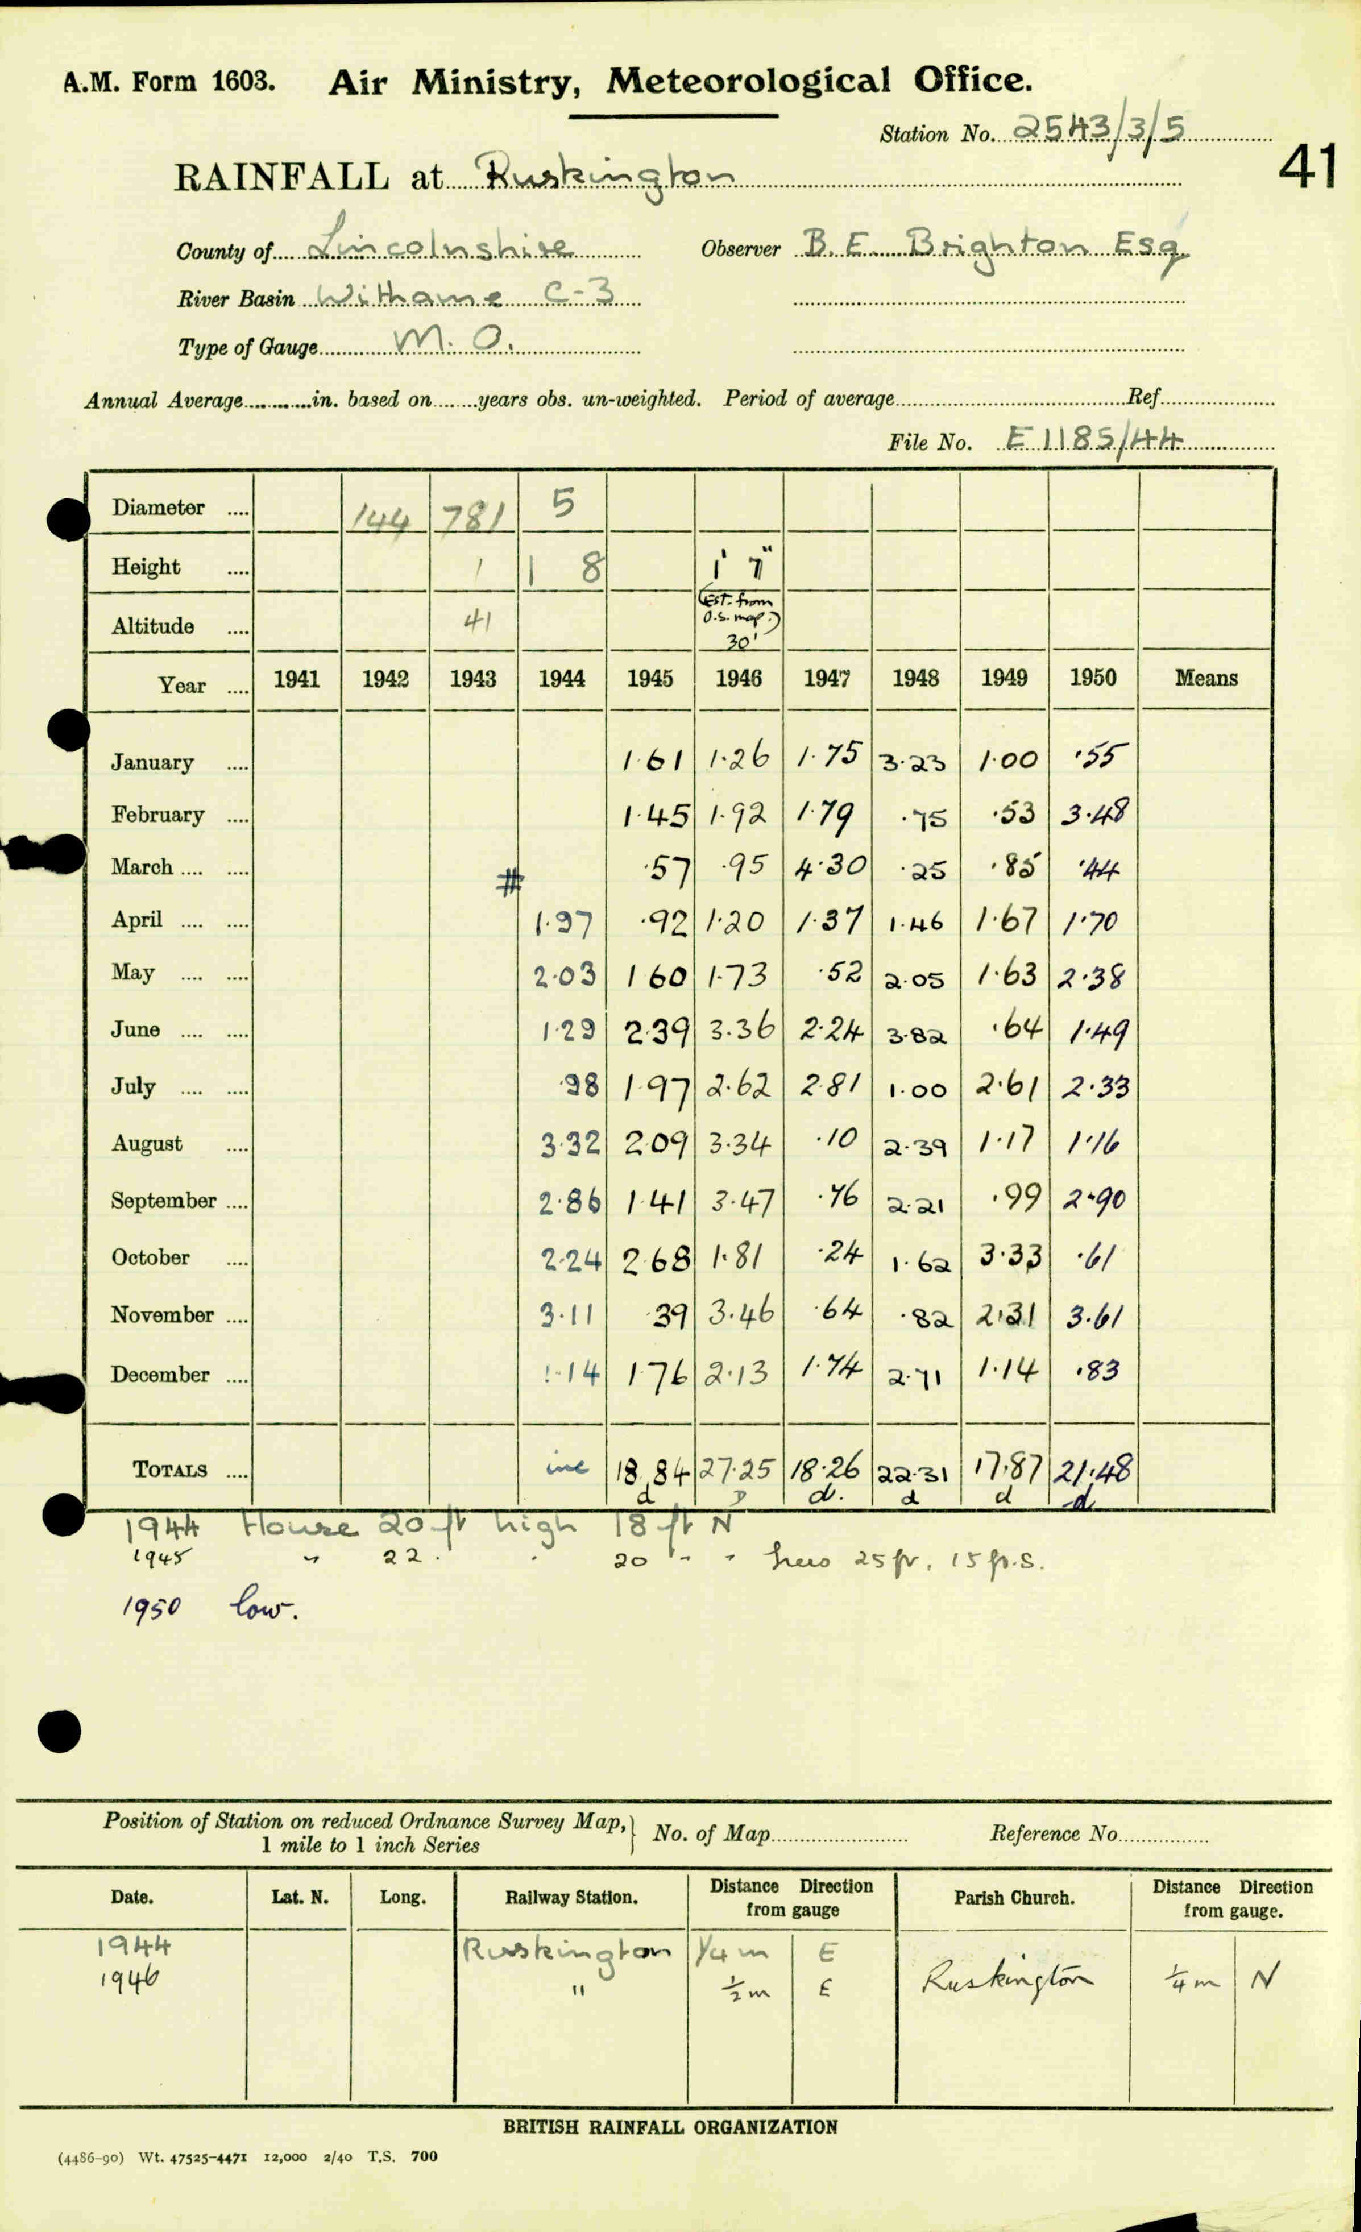 A.M. Form 1603. Air Ministry, Meteorological Office.
Station No. 2543/3/5
41
RAINFALL at Ruskington
County of Lincolnshire Observer B.E. Brighton Esq
River Basin Withame C-3
Type of Gauge M. O.
Annual Average in. based on years obs. un-weighted. Period of average Ref
File No. E1185/44
Diameter .... 144 781 5
Height .... 1 1 8 1' 7"
Altitude .... 41 (Est. from O.S. map.) 30'
Year .... 1941 1942 1943 1944 1945 1946 1947 1948 1949 1950 Means
January .... 1.61 1.26 1.75 3.23 1.00 .55
February .... 1.45 1.92 1.79 .75 .53 3.48
March .... .... # .57 .95 4.30 .25 .85 .44
April .... .... 1.97 .92 1.20 1.37 1.46 1.67 1.70
May .... .... 2.03 1 60 1.73 .52 2.05 1.63 2.38
June .... .... 1.29 2.39 3.36 2.24 3.82 .64 1.49
July .... .... .98 1.97 2.62 2.81 1.00 2.61 2.33
August .... 3.32 2.09 3.34 .10 2.39 1.17 1.16
September .... 2.86 1.41 3.47 .76 2.21 .99 2.90
October .... 2.24 2.68 1.81 .24 1.62 3.33 .61
November .... 3.11 .39 3.46 .64 .82 2.31 3.61
December .... 1.14 1.76 2.13 1.74 2.71 1.14 .83
TOTALS .... inc 18.84 27.25 18.26 22.31 17.87 21.48
d D d. d d d
1944 House 20 ft high 18 ft N
1945 " 22 " 20 " " 25 ft. 15 ft. S.
1950 low.
Position of Station on reduced Ordnance Survey Map, 1 mile to 1 inch Series } No. of Map Reference No.
Date. Lat. N. Long. Railway Station. Distance Direction from gauge Parish Church. Distance Direction from gauge.
1944 Ruskington 1/4 m E
1946 " 1/2 m E Ruskington 1/4 m N
BRITISH RAINFALL ORGANIZATION
(4486-90) Wt. 47525-4471 12,000 2/40 T.S. 700